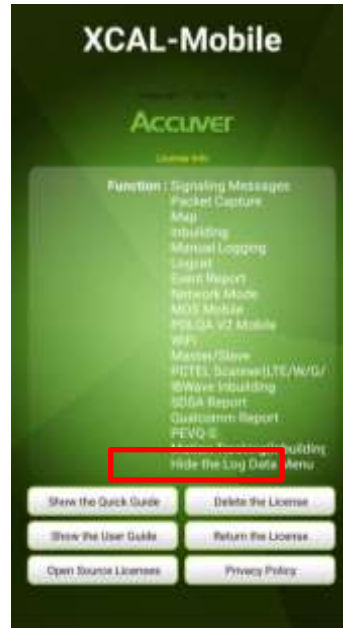 XCAL-Mobile
Accuver
License Info
Function : Signaling Messages
Packet Capture
Map
Inbuilding
Manual Logging
Logcat
Event Report
Network Mode
MOS Mobile
POLQA V2 Mobile
WiFi
Master/Slave
PCTEL Scanner(LTE/W/G/
iBWave Inbuilding
SDSA Report
Qualcomm Report
PEVQ-S
Hide the Log Data Menu
Show the Quick Guide
Delete the License
Show the User Guide
Return the License
Open Source Licenses
Privacy Policy